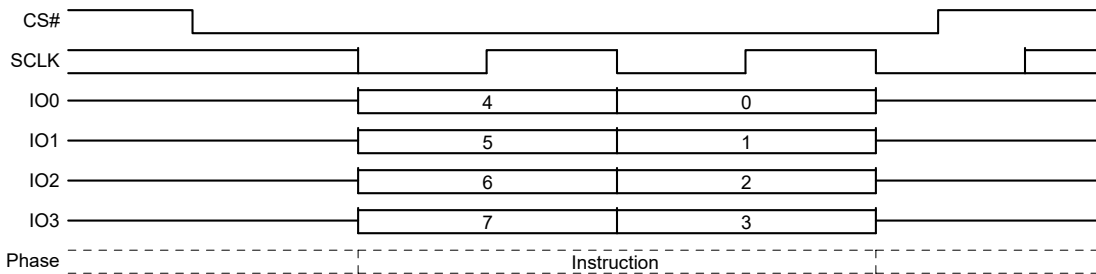 CS#
SCLK
IO0 4 0
IO1 5 1
IO2 6 2
IO3 7 3
Phase Instruction